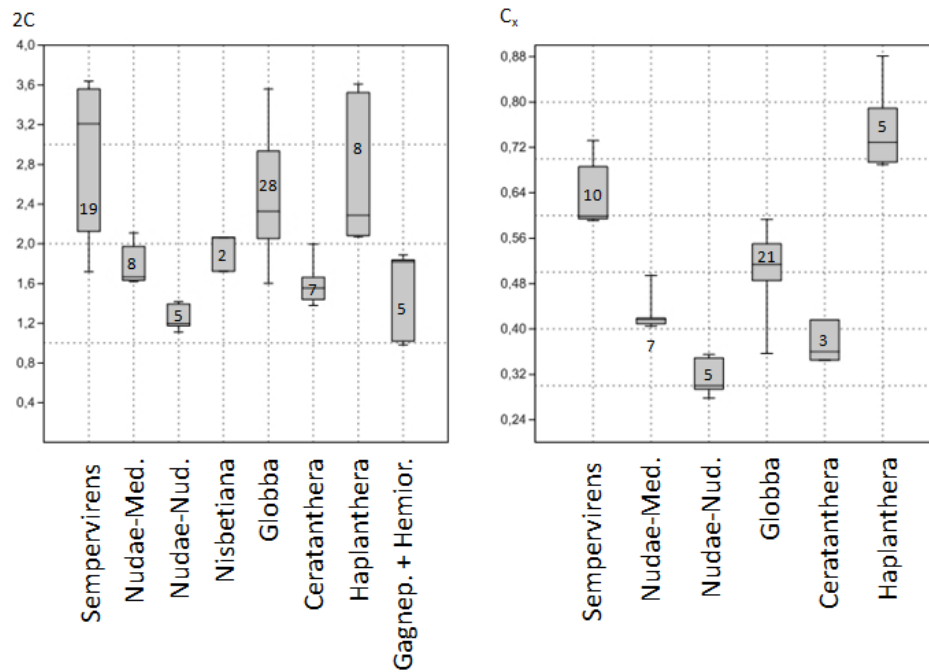 2C
4,0
3,6
3,2
2,8
2,4
2,0
1,6
1,2
0,8
0,4
19
8
5
2
28
7
8
5
Sempervirens
Nudae-Med.
Nudae-Nud.
Nisbetiana
Globba
Ceratanthera
Haplanthera
Gagnep. + Hemior.
Cx
0,88
0,80
0,72
0,64
0,56
0,48
0,40
0,32
0,24
10
7
5
21
3
5
Sempervirens
Nudae-Med.
Nudae-Nud.
Globba
Ceratanthera
Haplanthera